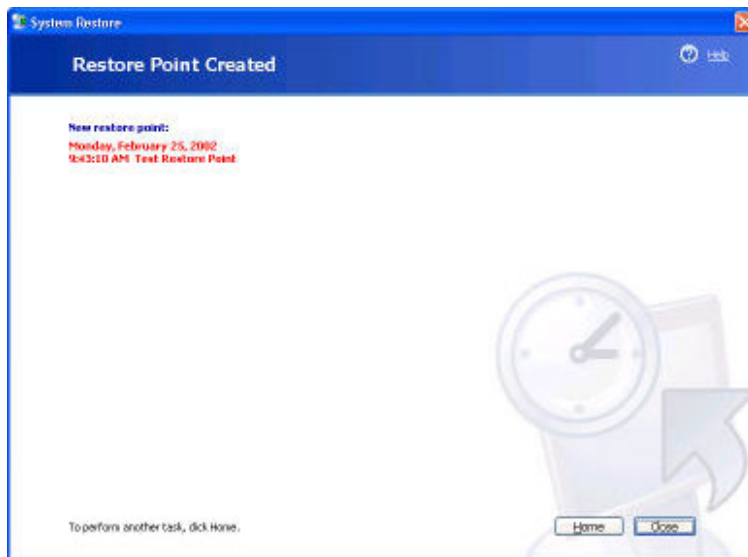 System Restore
Restore Point Created
Help
New restore point:
Monday, February 25, 2002
9:43:10 AM Test Restore Point
To perform another task, click Home.
Home
Close